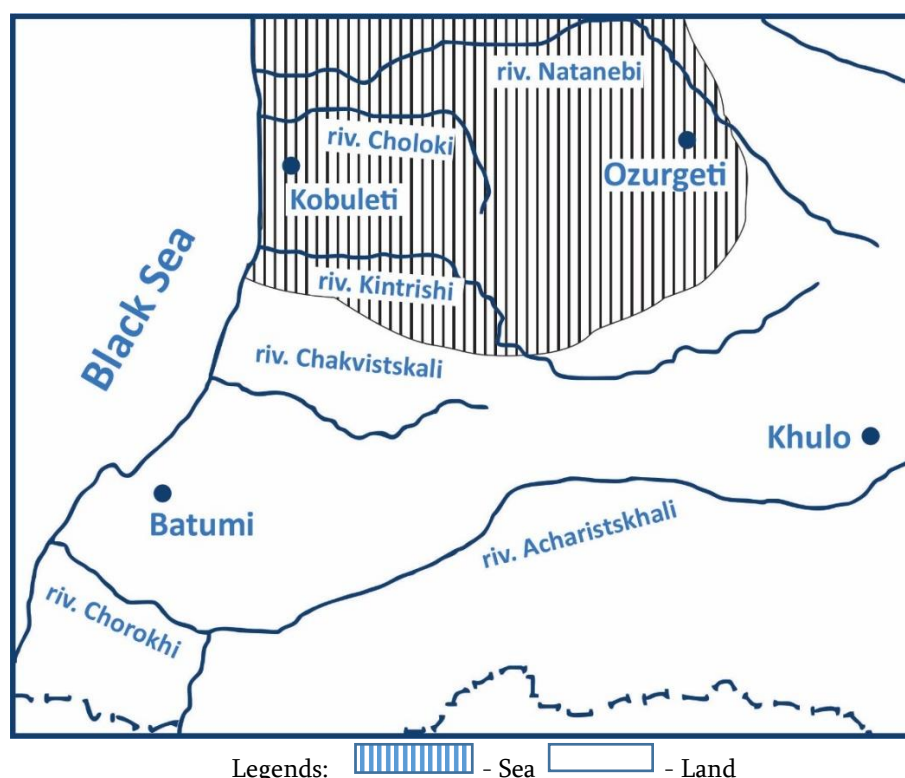 riv. Natanebi
riv. Choloki
Ozurgeti
Kobuleti
Black Sea
riv. Kintrishi
riv. Chakvistskali
Khulo
Batumi
riv. Acharistskhali
riv. Chorokhi
Legends: - Sea - Land